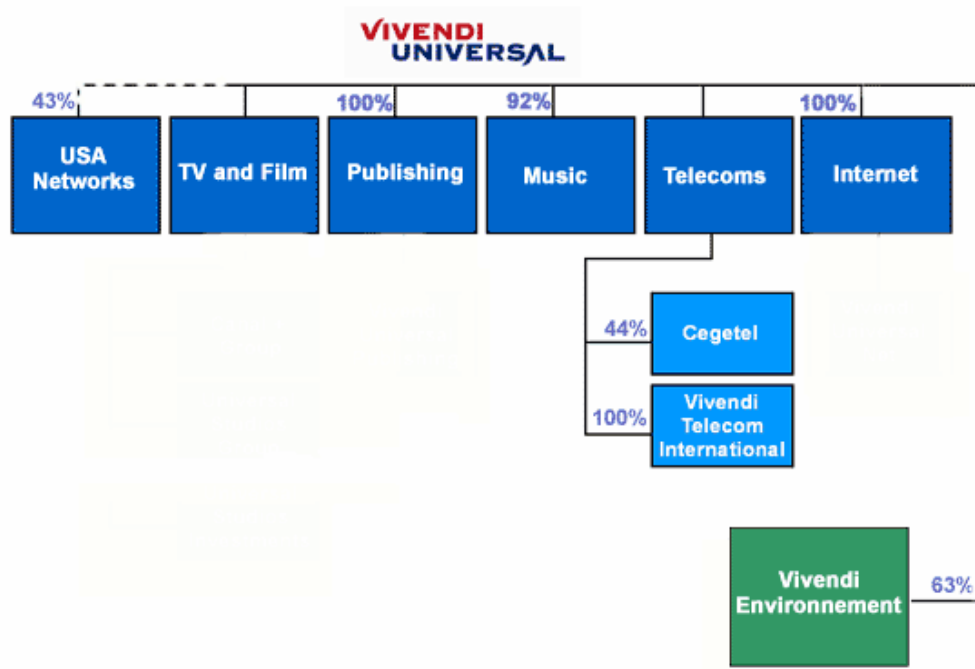 VIVENDI
UNIVERSAL
43%
100%
92%
100%
USA
Networks
TV and Film
Publishing
Music
Telecoms
Internet
44%
Cegetel
100%
Vivendi
Telecom
International
Vivendi
Environnement
63%